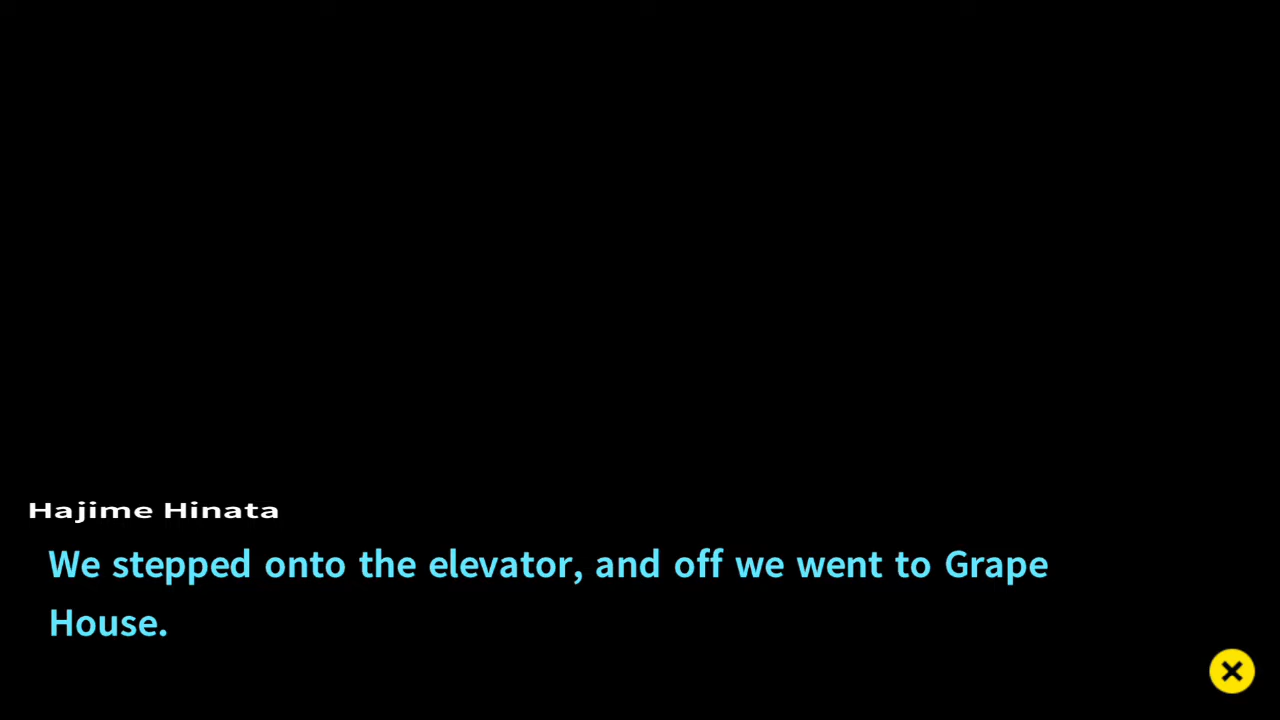 Hajime Hinata
We stepped onto the elevator, and off we went to Grape
House.